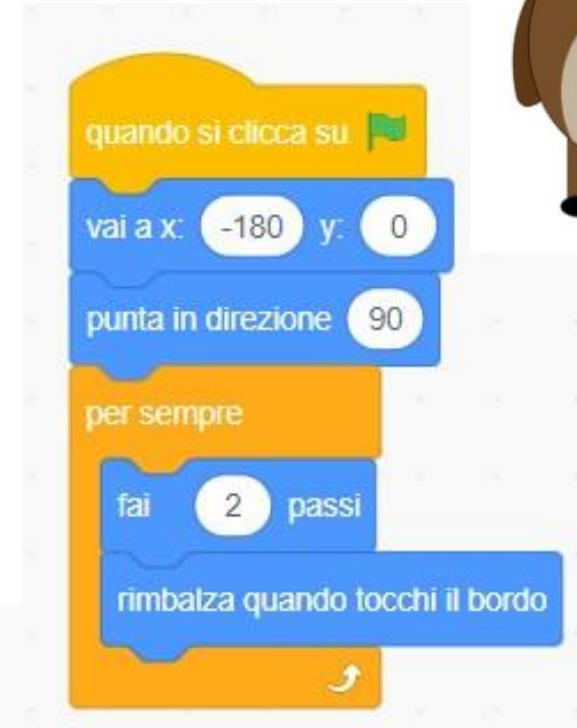 quando si clicca su
vai a x: -180 y: 0
punta in direzione 90
per sempre
fai 2 passi
rimbalza quando tocchi il bordo